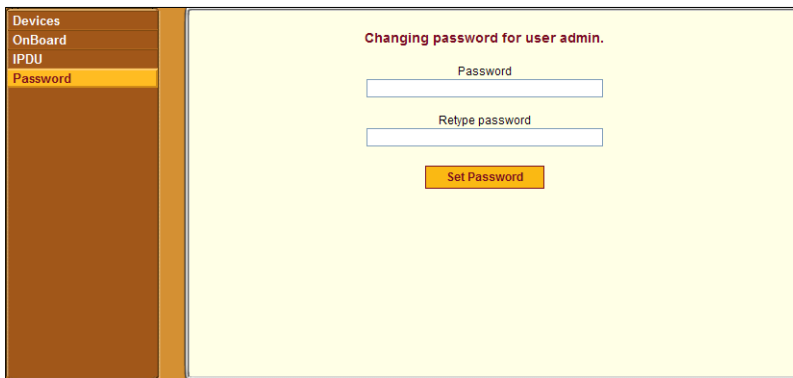 Devices
OnBoard
IPDU
Password
Changing password for user admin.
Password
Retype password
Set Password